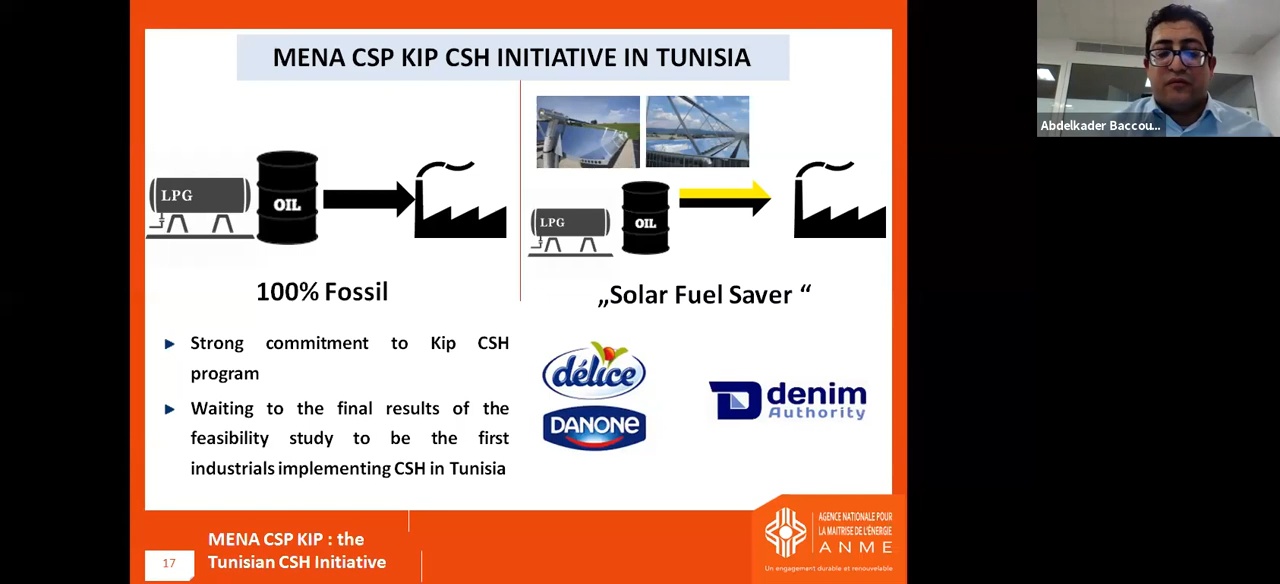 MENA CSP KIP CSH INITIATIVE IN TUNISIA
LPG
OIL
LPG
OIL
100% Fossil
„Solar Fuel Saver “
Strong commitment to Kip CSH
program
Waiting to the final results of the
feasibility study to be the first
industrials implementing CSH in Tunisia
délice
DANONE
denim
Authority
17
MENA CSP KIP : the
Tunisian CSH Initiative
AGENCE NATIONALE POUR
LA MAITRISE DE L'ÉNERGIE
ANME
Un engagement durable et renouvelable
Abdelkader Baccou...